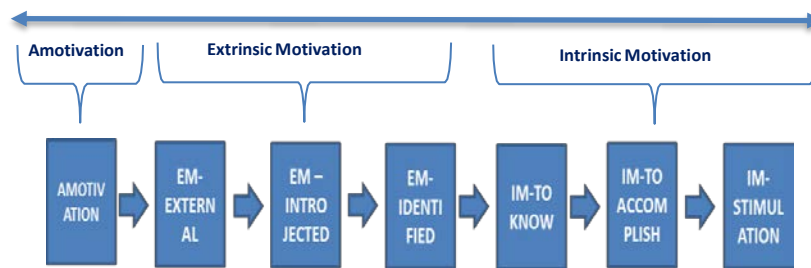 Amotivation
Extrinsic Motivation
Intrinsic Motivation
AMOTIV
ATION
EM-
EXTERN
AL
EM –
INTRO
JECTED
EM-
IDENTI
FIED
IM-TO
KNOW
IM-TO
ACCOM
PLISH
IM-
STIMUL
ATION